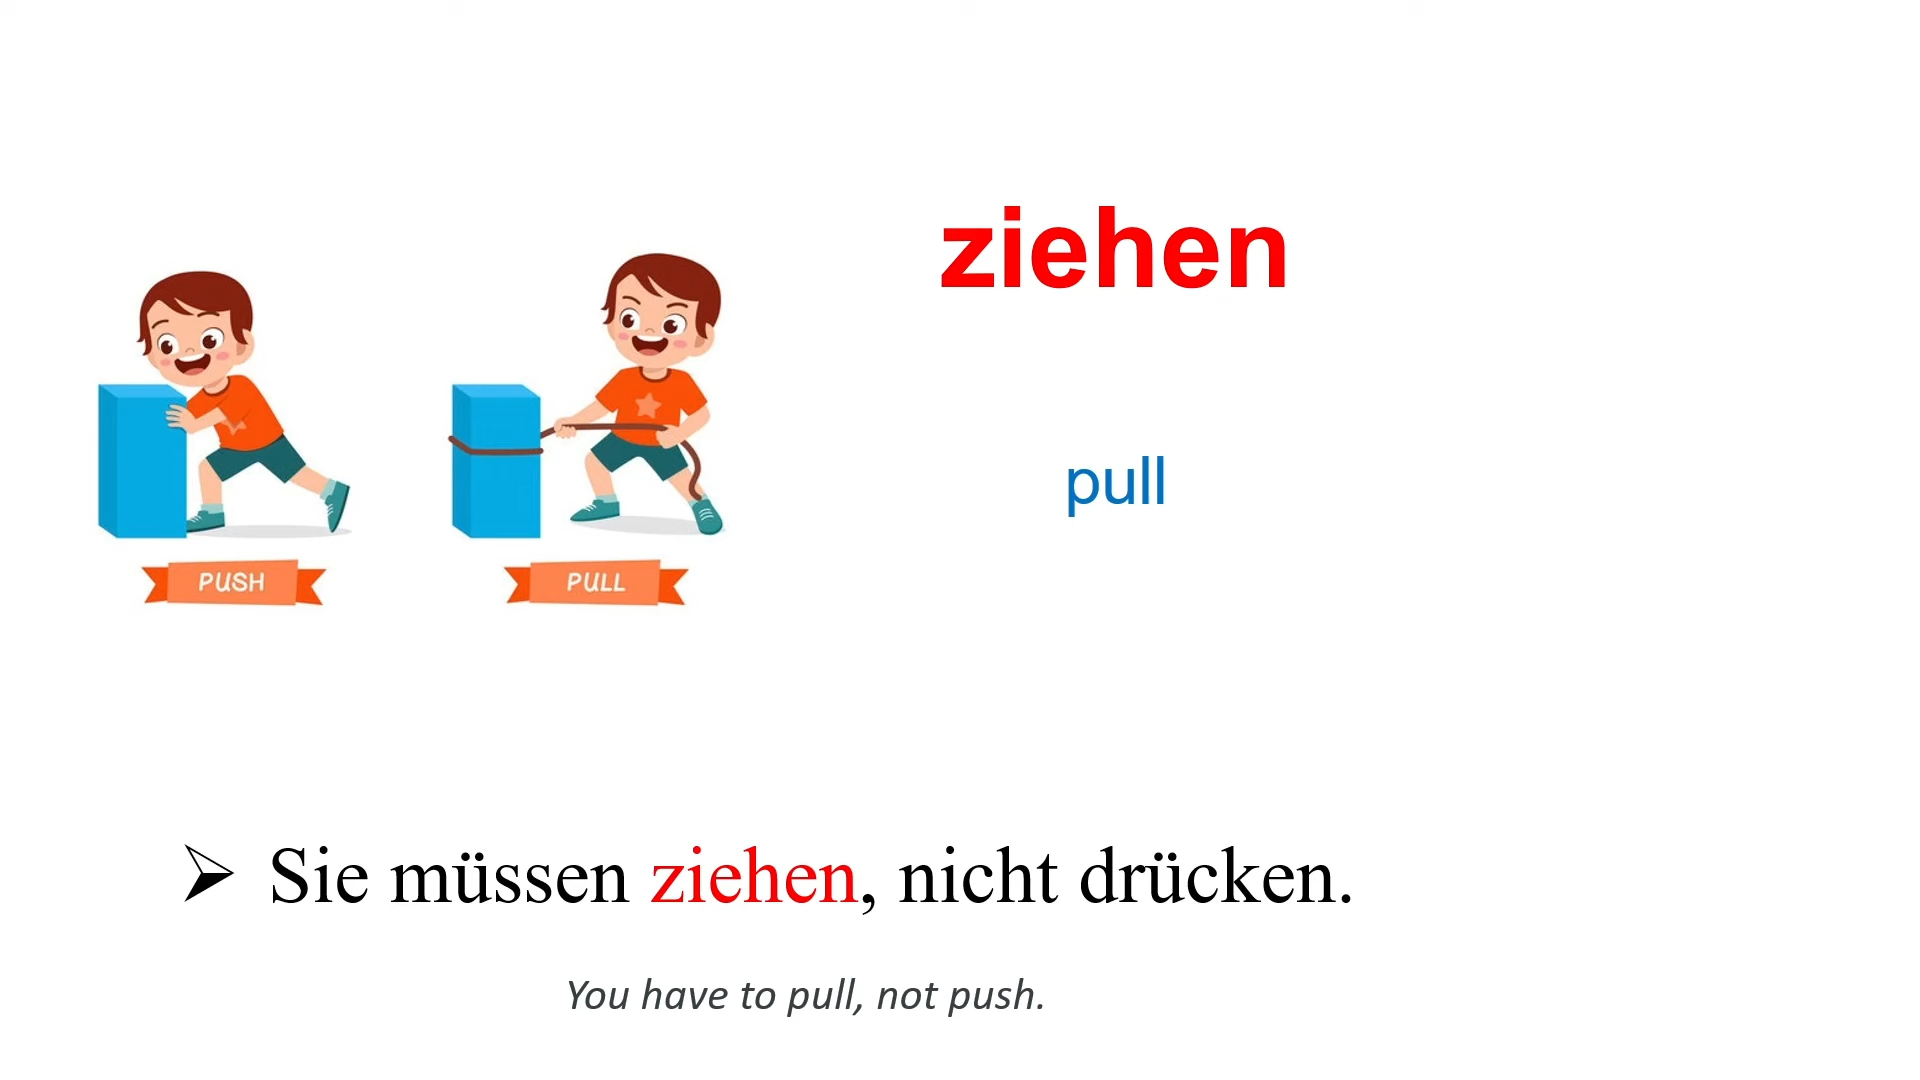 ziehen
pull
PUSH
PULL
Sie müssen ziehen, nicht drücken.
You have to pull, not push.